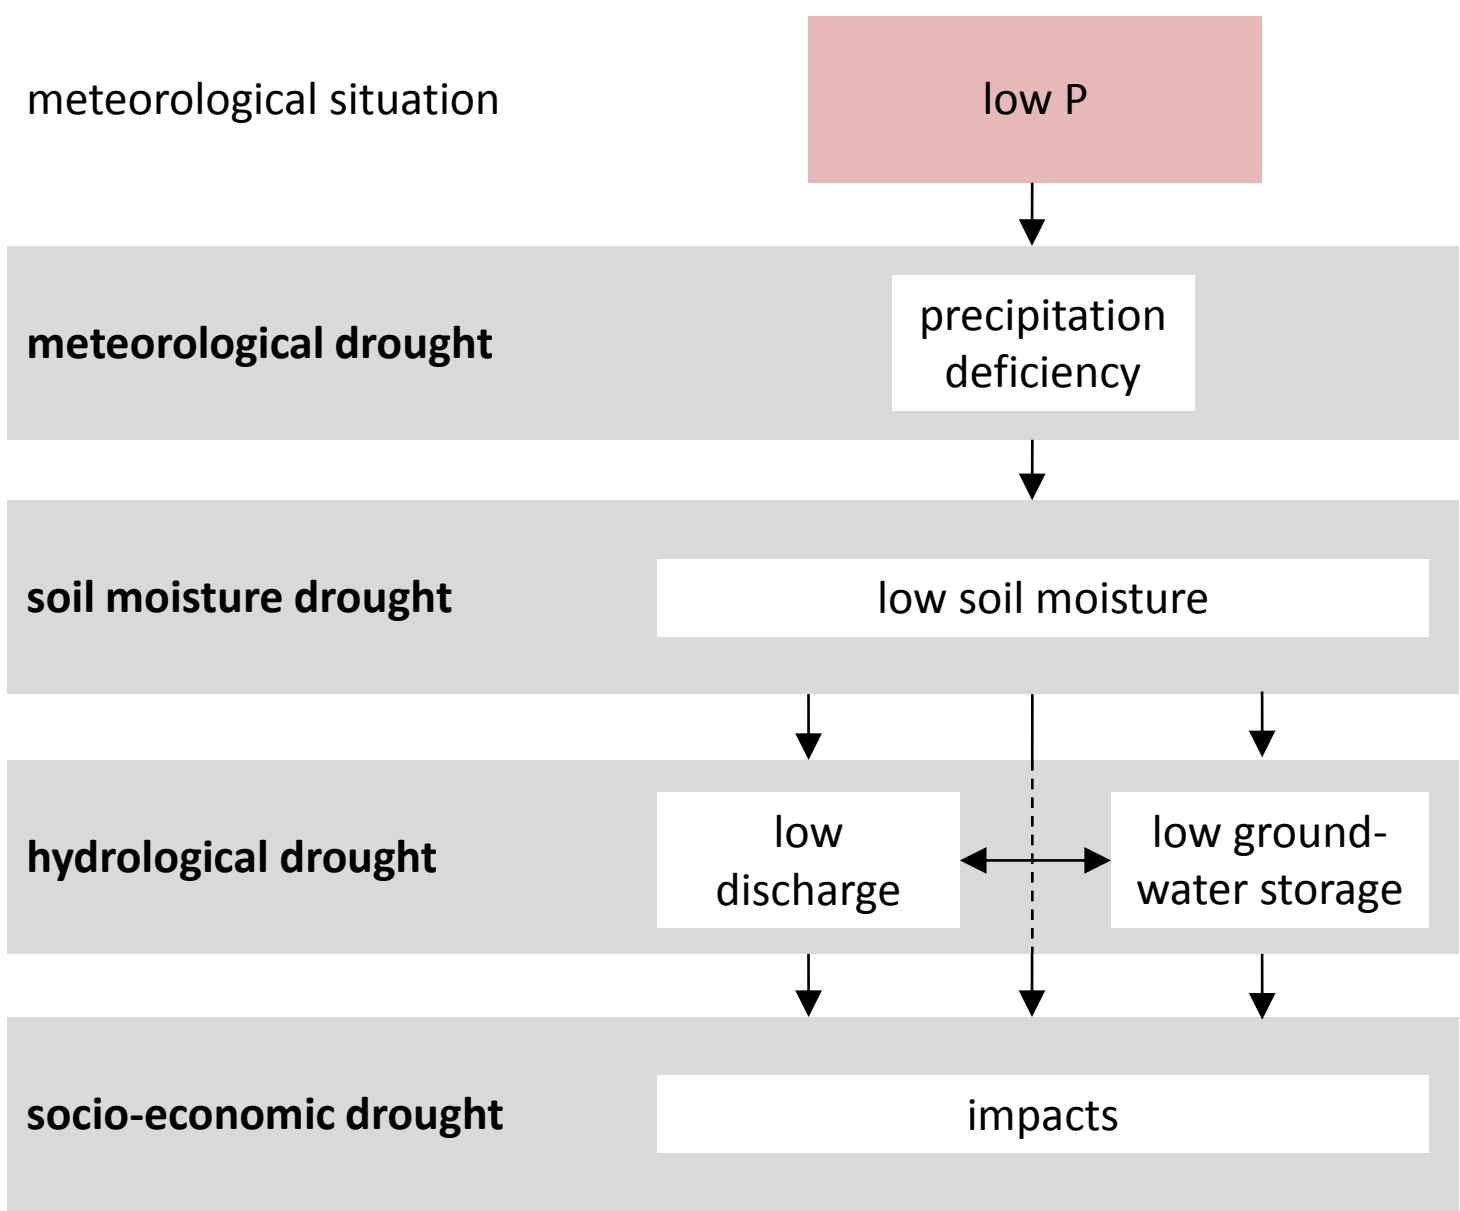 meteorological situation
low P
meteorological drought
precipitation
deficiency
soil moisture drought
low soil moisture
hydrological drought
low
discharge
low ground-
water storage
socio-economic drought
impacts